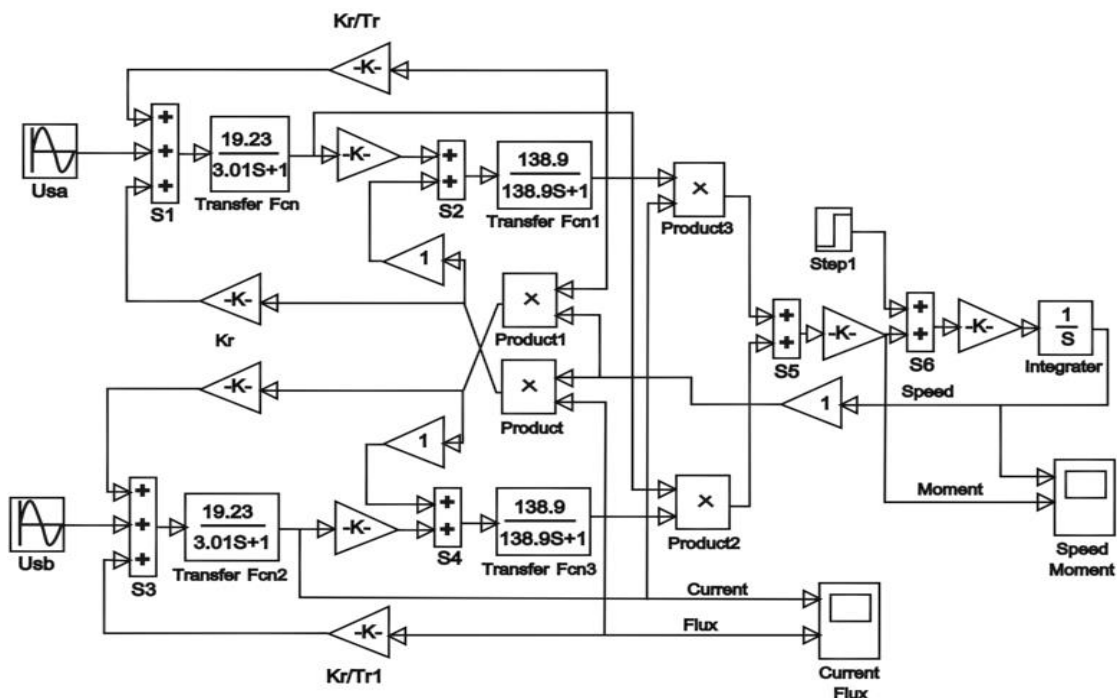 Kr/Tr
-K-
+
+
+
S1
Usa
19.23
3.01S+1
Transfer Fcn
-K-
+
+
S2
138.9
138.9S+1
Transfer Fcn1
×
Product3
Step1
1
-K-
Kr
×
Product1
+
+
S5
-K-
+
+
S6
-K-
1
S
Integrater
-K-
×
Product
1
Speed
1
Usb
+
+
+
S3
19.23
3.01S+1
Transfer Fcn2
-K-
+
+
S4
138.9
138.9S+1
Transfer Fcn3
×
Product2
Moment
Speed
Moment
Current
Flux
-K-
Kr/Tr1
Current
Flux